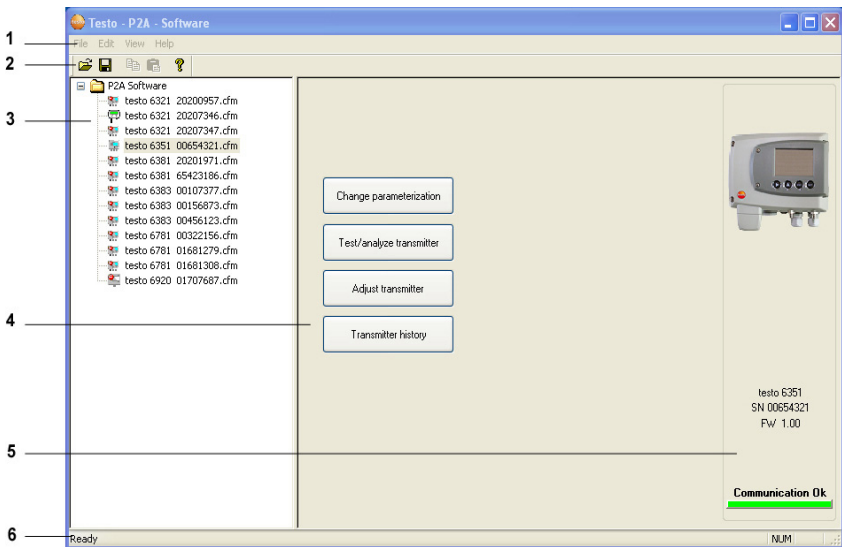 Testo - P2A - Software
1
File Edit View Help
2
P2A Software
testo 6321 20200957.cfm
3
testo 6321 20207346.cfm
testo 6321 20207347.cfm
testo 6351 00654321.cfm
testo 6381 20201971.cfm
testo 6381 65423186.cfm
testo 6383 00107377.cfm
testo 6383 00156873.cfm
testo 6383 00456123.cfm
testo 6781 00322156.cfm
testo 6781 01681279.cfm
testo 6781 01681308.cfm
testo 6920 01707687.cfm
Change parameterization
Test/analyze transmitter
Adjust transmitter
4
Transmitter history
testo 6351
SN 00654321
FW 1.00
5
Communication Ok
6
Ready
NUM